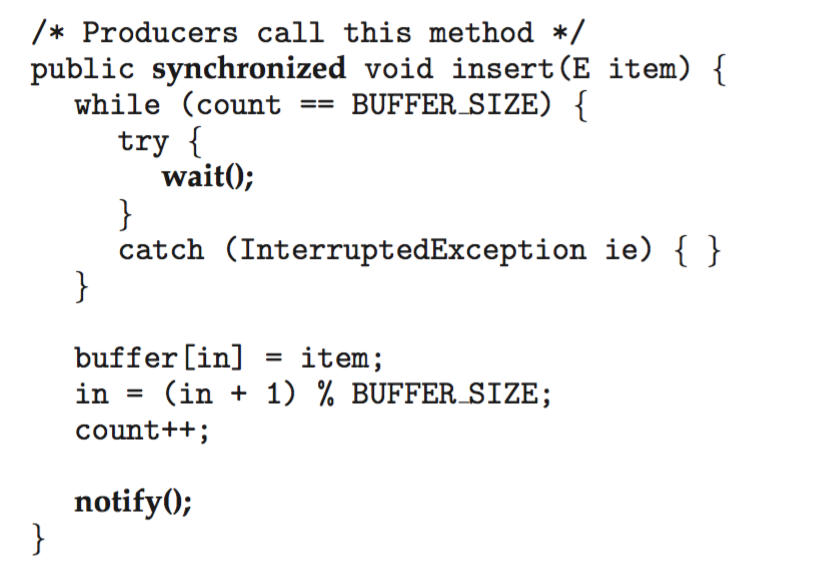 /* Producers call this method */
public synchronized void insert(E item) {
while (count == BUFFER_SIZE) {
try {
wait();
}
catch (InterruptedException ie) { }
}
buffer[in] = item;
in = (in + 1) % BUFFER_SIZE;
count++;
notify();
}